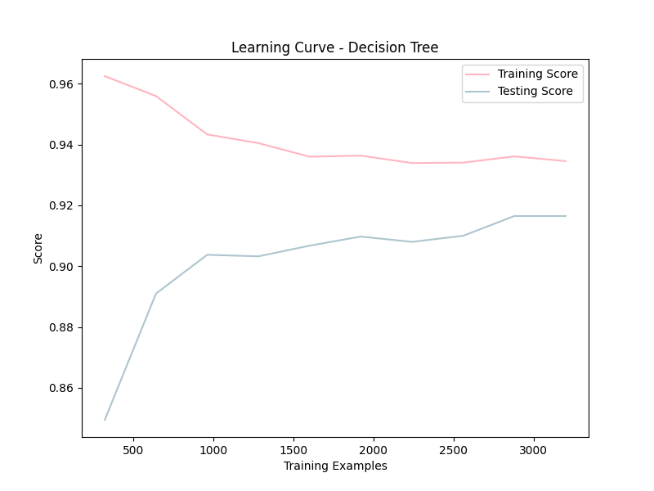 Learning Curve - Decision Tree
Training Score
Testing Score
0.96
0.94
0.92
0.90
0.88
0.86
Score
500 1000 1500 2000 2500 3000
Training Examples